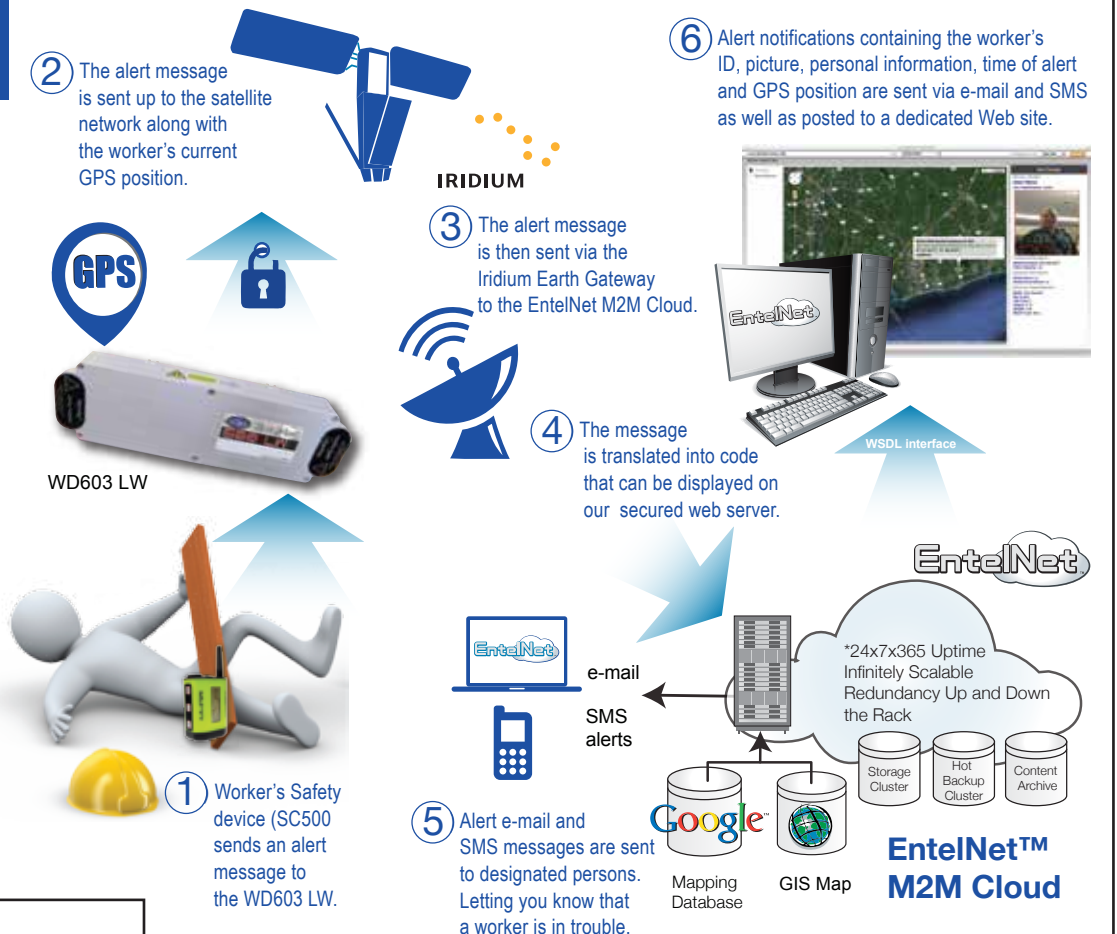 2
The alert message
is sent up to the satellite
network along with
the worker's current
GPS position.
IRIDIUM
6
Alert notifications containing the worker's
ID, picture, personal information, time of alert
and GPS position are sent via e-mail and SMS
as well as posted to a dedicated Web site.
GPS
3
The alert message
is then sent via the
Iridium Earth Gateway
to the EntelNet M2M Cloud.
EntelNet
WD603 LW
4
The message
is translated into code
that can be displayed on
our secured web server.
WSDL interface
EntelNet™
EntelNet
e-mail
SMS
alerts
*24x7x365 Uptime
Infinitely Scalable
Redundancy Up and Down
the Rack
Storage
Cluster
Hot
Backup
Cluster
Content
Archive
1
Worker's Safety
device (SC500
sends an alert
message to
the WD603 LW.
5
Alert e-mail and
SMS messages are sent
to designated persons.
Letting you know that
a worker is in trouble.
Google™
Mapping
Database
GIS Map
EntelNet™
M2M Cloud